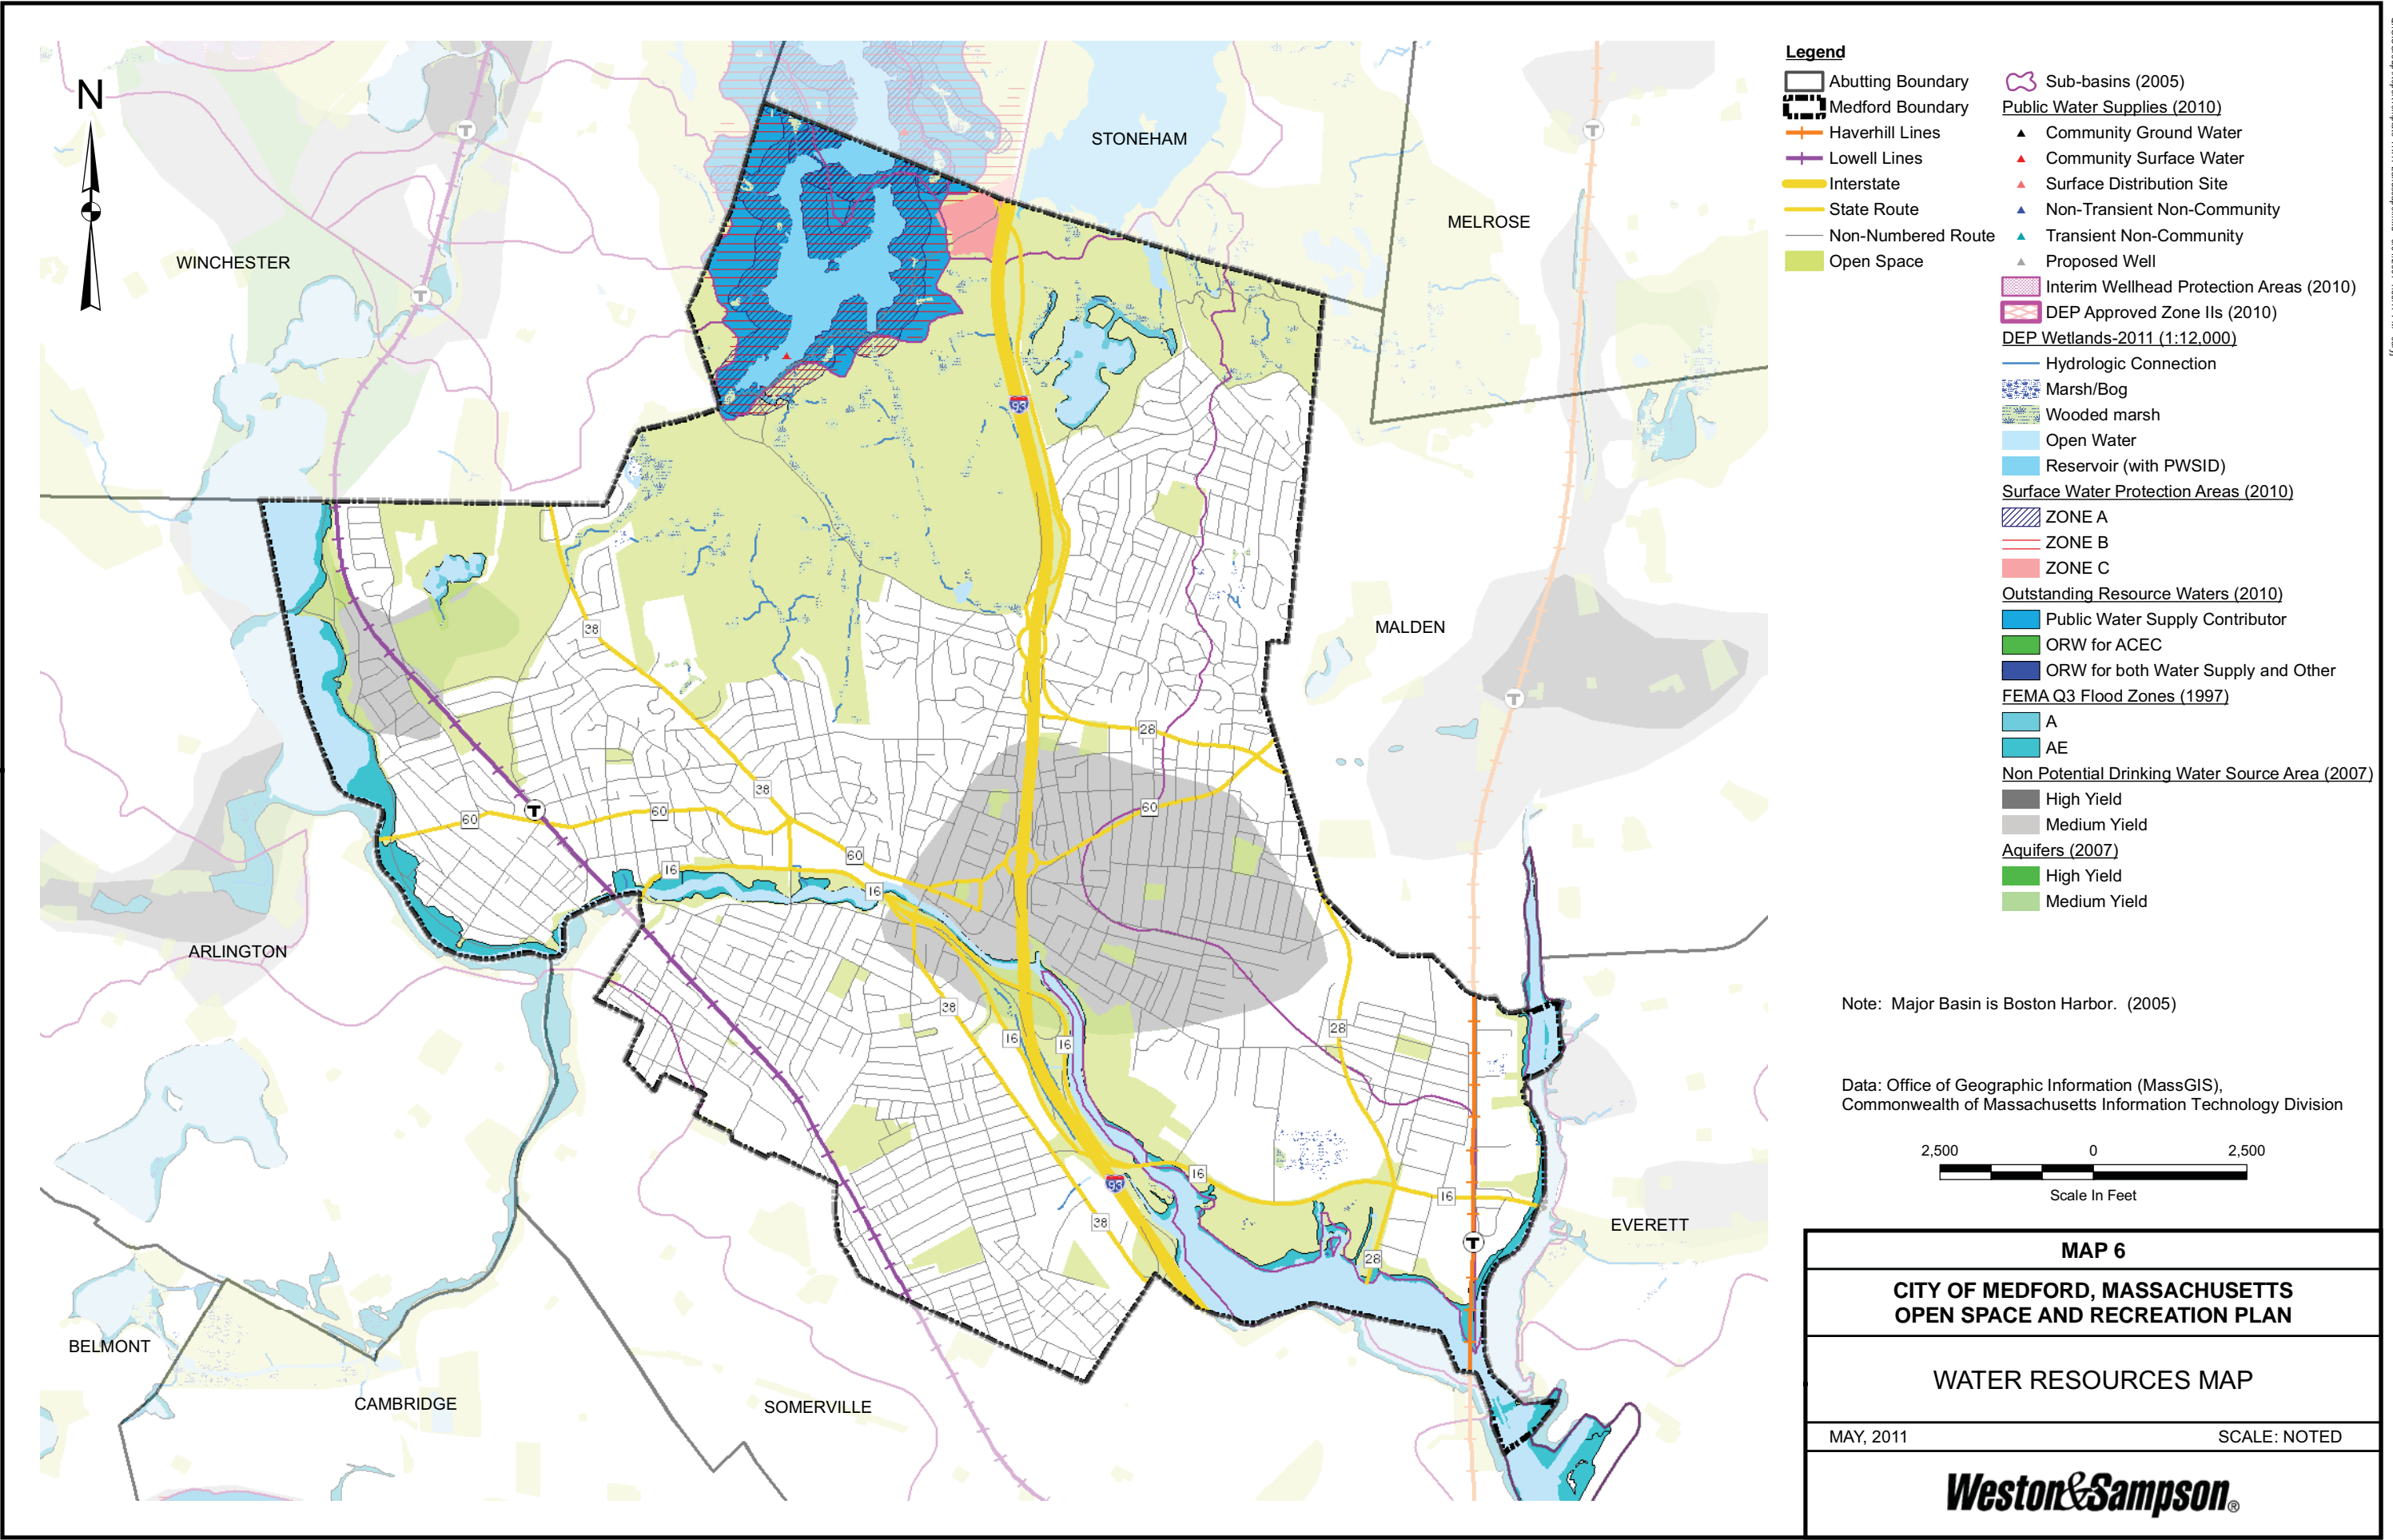 N
WINCHESTER
STONEHAM
MELROSE
MALDEN
ARLINGTON
BELMONT
CAMBRIDGE
SOMERVILLE
EVERETT
T
T
T
T
T
T
93
38
28
38
60
60
60
60
16
16
38
16
16
28
93
16
16
38
28
Legend
Abutting Boundary
Medford Boundary
Haverhill Lines
Lowell Lines
Interstate
State Route
Non-Numbered Route
Open Space
Sub-basins (2005)
Public Water Supplies (2010)
Community Ground Water
Community Surface Water
Surface Distribution Site
Non-Transient Non-Community
Transient Non-Community
Proposed Well
Interim Wellhead Protection Areas (2010)
DEP Approved Zone IIs (2010)
DEP Wetlands-2011 (1:12,000)
Hydrologic Connection
Marsh/Bog
Wooded marsh
Open Water
Reservoir (with PWSID)
Surface Water Protection Areas (2010)
ZONE A
ZONE B
ZONE C
Outstanding Resource Waters (2010)
Public Water Supply Contributor
ORW for ACEC
ORW for both Water Supply and Other
FEMA Q3 Flood Zones (1997)
A
AE
Non Potential Drinking Water Source Area (2007)
High Yield
Medium Yield
Aquifers (2007)
High Yield
Medium Yield
Note: Major Basin is Boston Harbor. (2005)
Data: Office of Geographic Information (MassGIS),
Commonwealth of Massachusetts Information Technology Division
2,500 0 2,500
Scale In Feet
MAP 6
CITY OF MEDFORD, MASSACHUSETTS
OPEN SPACE AND RECREATION PLAN
WATER RESOURCES MAP
MAY, 2011 SCALE: NOTED
Weston&Sampson®